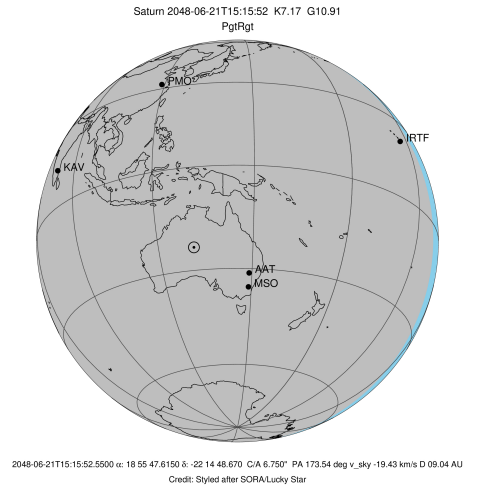 Saturn 2048-06-21T15:15:52 K7.17 G10.91
PgtRgt
PMO
IRTF
KAV
AAT
MSO
2048-06-21T15:15:52.5500 α: 18 55 47.6150 δ: -22 14 48.670 C/A 6.750" PA 173.54 deg v_sky -19.43 km/s D 09.04 AU
Credit: Styled after SORA/Lucky Star